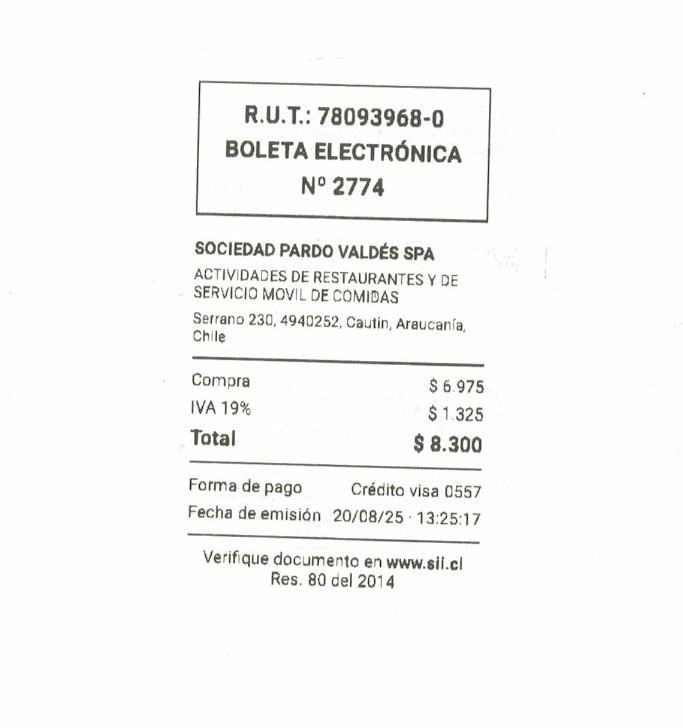 R.U.T.: 78093968-0
BOLETA ELECTRÓNICA
Nº 2774
SOCIEDAD PARDO VALDÉS SPA
ACTIVIDADES DE RESTAURANTES Y DE
SERVICIO MOVIL DE COMIDAS
Serrano 230, 4940252, Cautin, Araucanía,
Chile
Compra $ 6.975
IVA 19% $ 1.325
Total $ 8.300
Forma de pago Crédito visa 0557
Fecha de emisión 20/08/25 · 13:25:17
Verifique documento en www.sii.cl
Res. 80 del 2014